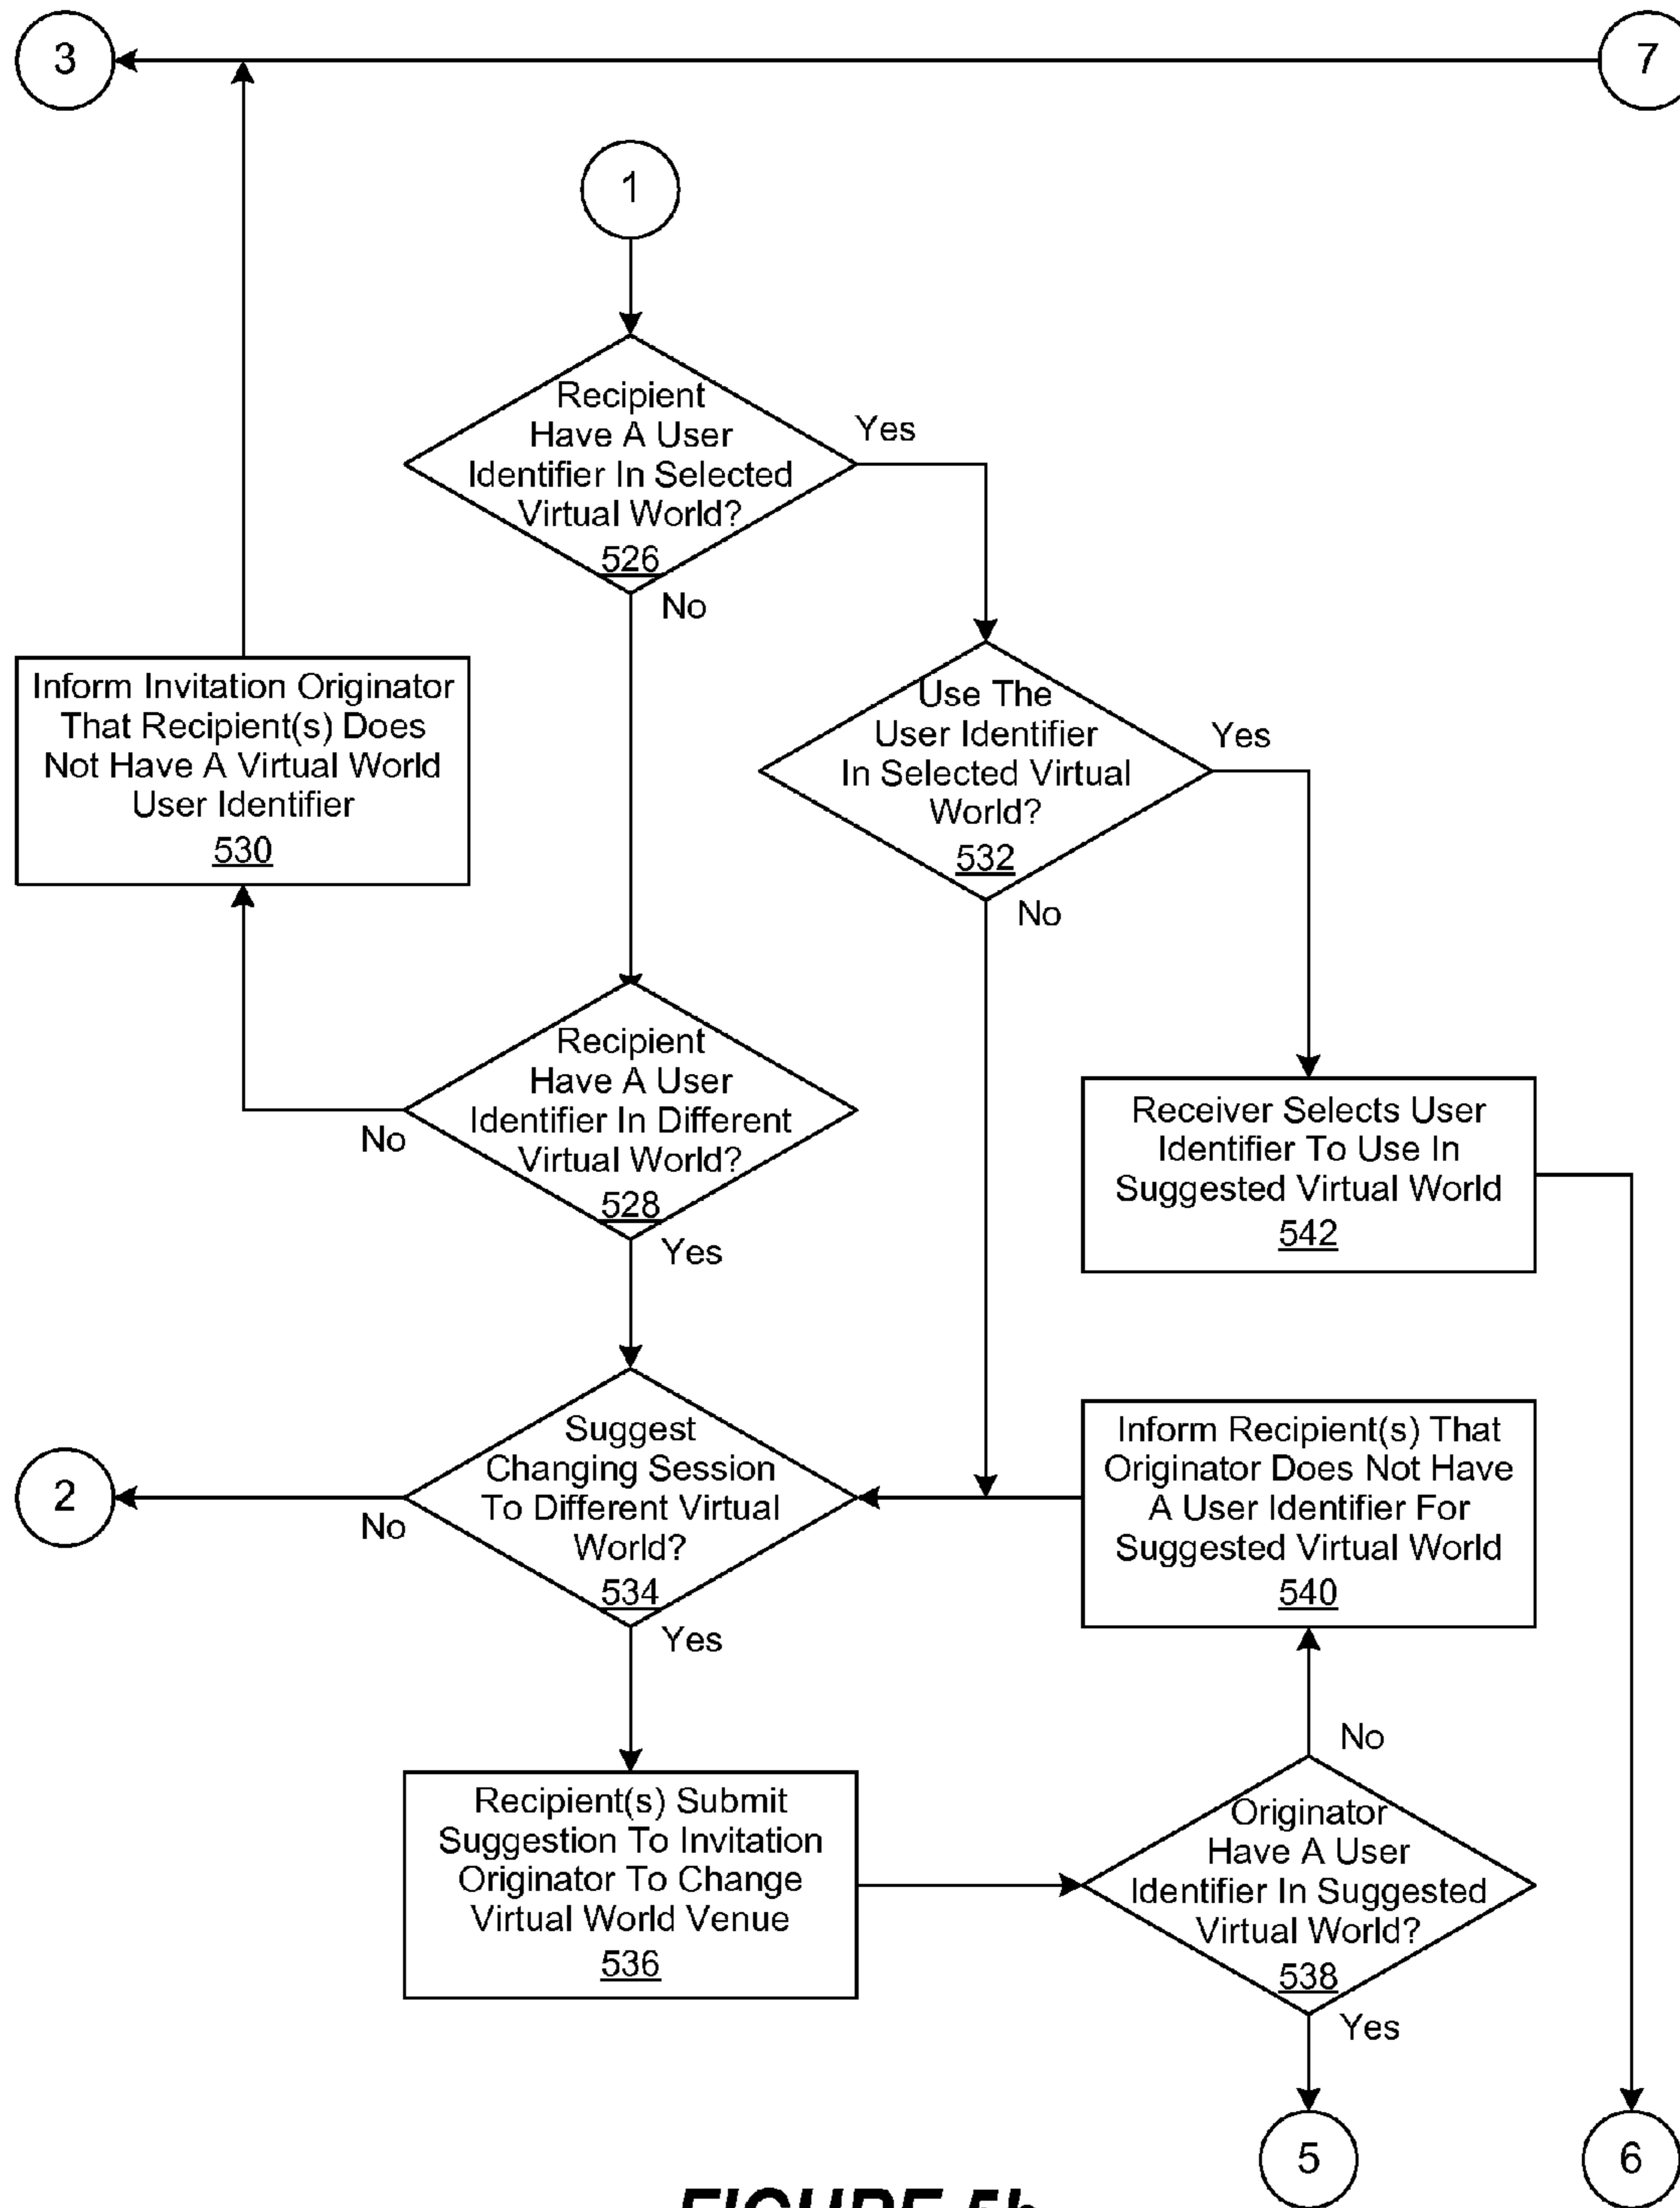 3
7
1
Recipient
Have A User
Identifier In Selected
Virtual World?
526
Yes
No
Inform Invitation Originator
That Recipient(s) Does
Not Have A Virtual World
User Identifier
530
Use The
User Identifier
In Selected Virtual
World?
532
Yes
No
Recipient
Have A User
Identifier In Different
Virtual World?
528
No
Yes
Receiver Selects User
Identifier To Use In
Suggested Virtual World
542
2
Suggest
Changing Session
To Different Virtual
World?
534
No
Yes
Inform Recipient(s) That
Originator Does Not Have
A User Identifier For
Suggested Virtual World
540
Recipient(s) Submit
Suggestion To Invitation
Originator To Change
Virtual World Venue
536
No
Originator
Have A User
Identifier In Suggested
Virtual World?
538
Yes
5
6
FIGURE 5b